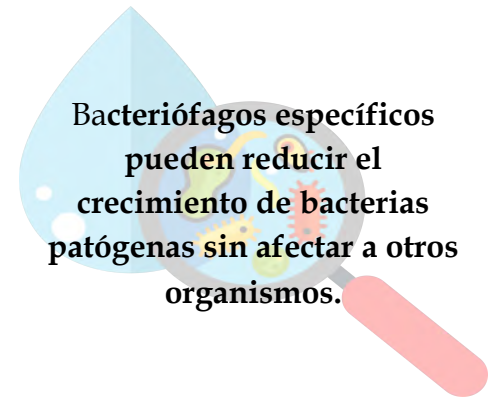 Bacteriófagos específicos
pueden reducir el
crecimiento de bacterias
patógenas sin afectar a otros
organismos.